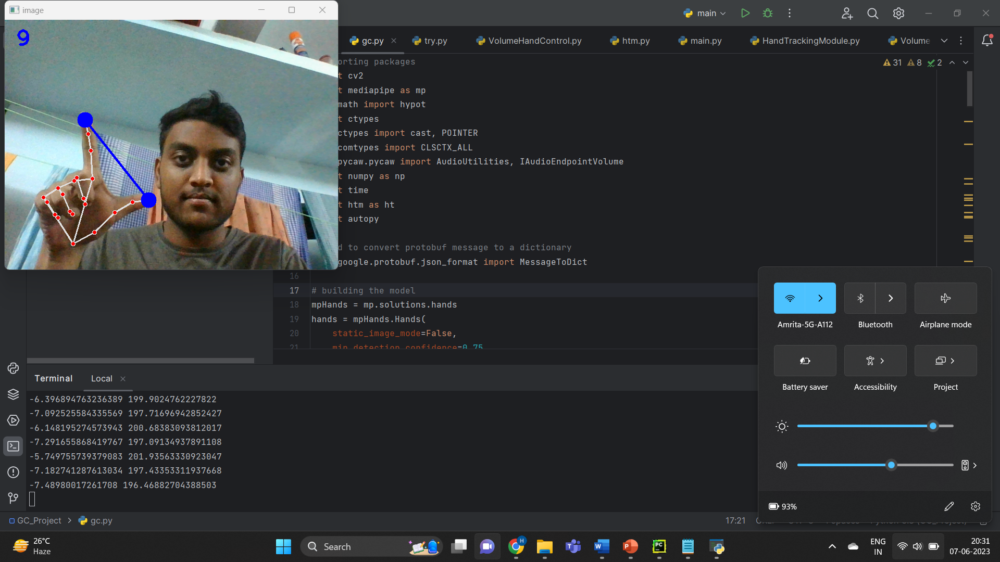 image
9
main
gc.py
try.py
VolumeHandControl.py
htm.py
main.py
HandTrackingModule.py
Volume
31 8 2
orting packages
t cv2
t mediapipe as mp
math import hypot
t ctypes
ctypes import cast, POINTER
comtypes import CLSCTX_ALL
pycaw.pycaw import AudioUtilities, IAudioEndpointVolume
t numpy as np
t time
t htm as ht
t autopy
d to convert protobuf message to a dictionary
google.protobuf.json_format import MessageToDict
16
17 # building the model
18 mpHands = mp.solutions.hands
19 hands = mpHands.Hands(
20 static_image_mode=False,
21 min_detection_confidence=0.75
Terminal Local
-6.396894763236389 199.9024762227822
-7.092525584335569 197.71696942852427
-6.148195274573943 200.68383093812017
-7.291655868419767 197.09134937891108
-5.749755739379083 201.93563330923047
-7.182741287613034 197.43353311937668
-7.48980017261708 196.46882704388503
Amrita-5G-A112
Bluetooth
Airplane mode
Battery saver
Accessibility
Project
93%
GC_Project
gc.py
17:21
26°C
Haze
Search
ENG
IN
20:31
07-06-2023